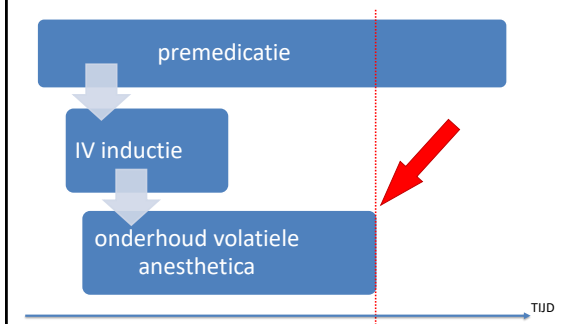 premedicatie
IV inductie
onderhoud volatiele
anesthetica
TIJD